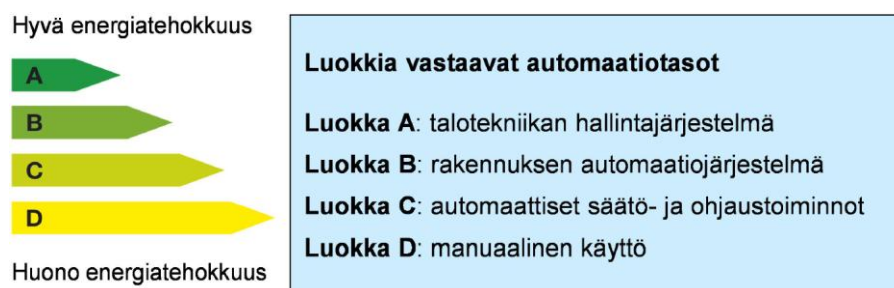 Hyvä energiatehokkuus
A
B
C
D
Huono energiatehokkuus
Luokkia vastaavat automaatiotasot
Luokka A: talotekniikan hallintajärjestelmä
Luokka B: rakennuksen automaatiojärjestelmä
Luokka C: automaattiset säätö- ja ohjaustoiminnot
Luokka D: manuaalinen käyttö